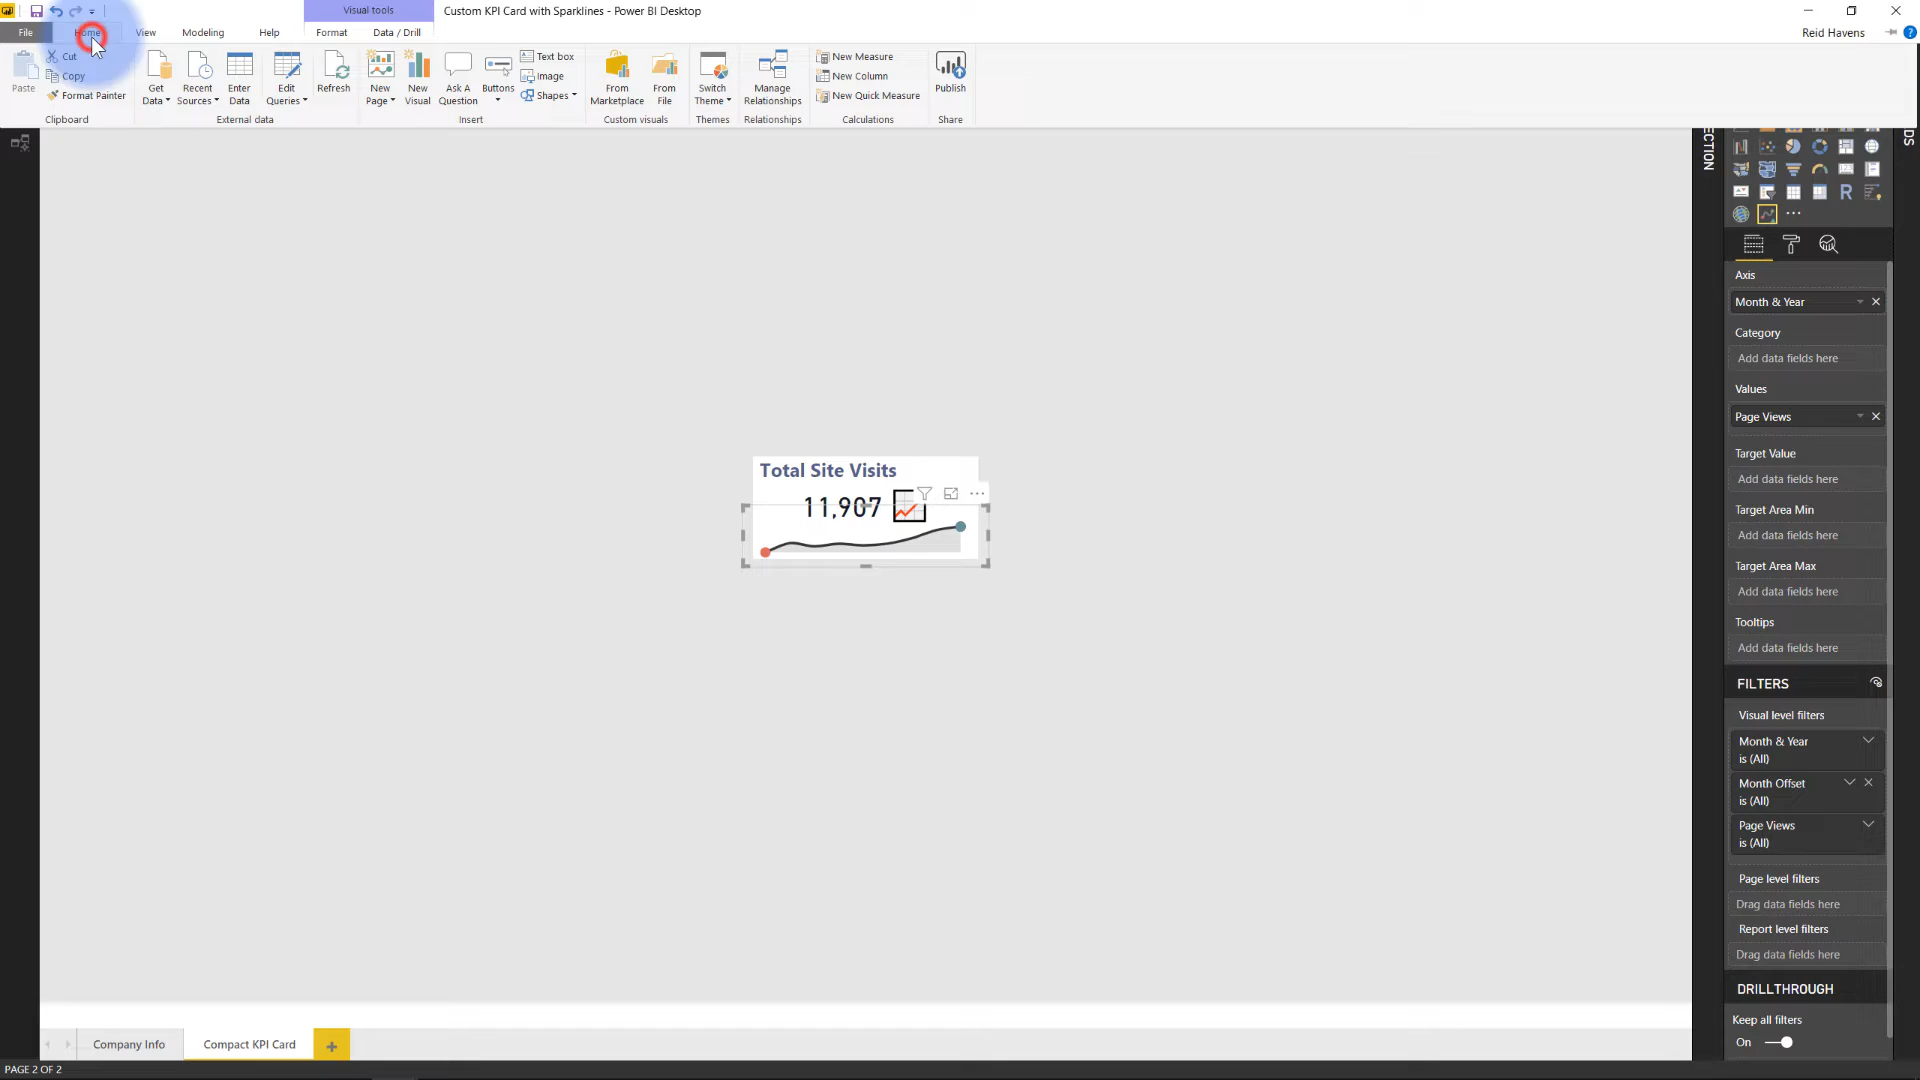 Visual tools
Custom KPI Card with Sparklines - Power BI Desktop
File
Home
View
Modeling
Help
Format
Data / Drill
Reid Havens
?
Paste
Cut
Copy
Format Painter
Clipboard
Get Data
Recent Sources
Enter Data
Edit Queries
Refresh
External data
New Page
New Visual
Ask A Question
Buttons
Text box
Image
Shapes
Insert
From Marketplace
From File
Custom visuals
Switch Theme
Themes
Manage Relationships
Relationships
New Measure
New Column
New Quick Measure
Calculations
Publish
Share
Total Site Visits
11,907
R
Axis
Month & Year
Category
Add data fields here
Values
Page Views
Target Value
Add data fields here
Target Area Min
Add data fields here
Target Area Max
Add data fields here
Tooltips
Add data fields here
FILTERS
Visual level filters
Month & Year
is (All)
Month Offset
is (All)
Page Views
is (All)
Page level filters
Drag data fields here
Report level filters
Drag data fields here
DRILLTHROUGH
Keep all filters
On
Company Info
Compact KPI Card
PAGE 2 OF 2